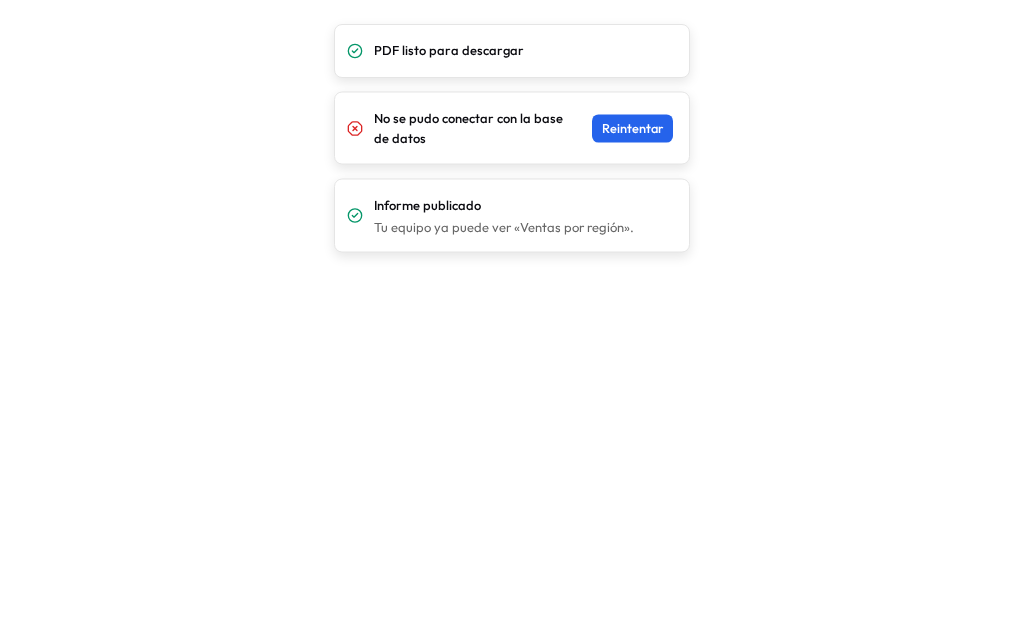 PDF listo para descargar
No se pudo conectar con la base
de datos
Reintentar
Informe publicado
Tu equipo ya puede ver «Ventas por región».